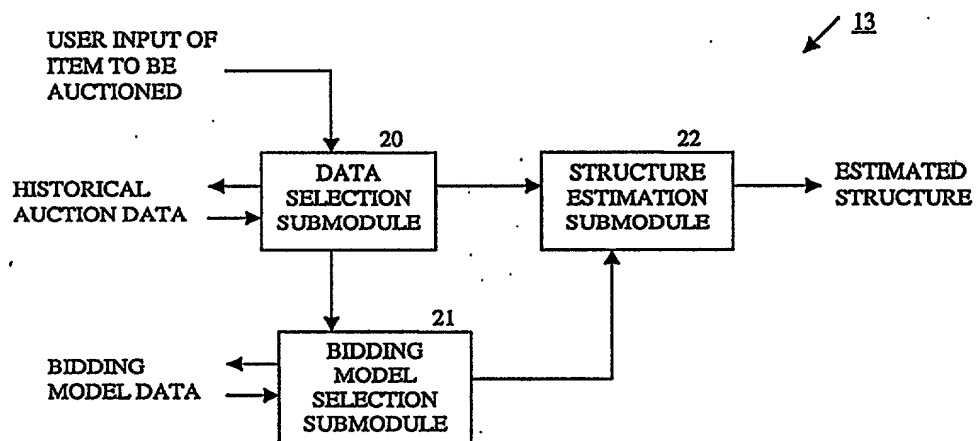 13
USER INPUT OF
ITEM TO BE
AUCTIONED
20
DATA
SELECTION
SUBMODULE
22
STRUCTURE
ESTIMATION
SUBMODULE
ESTIMATED
STRUCTURE
HISTORICAL
AUCTION DATA
21
BIDDING
MODEL
SELECTION
SUBMODULE
BIDDING
MODEL DATA